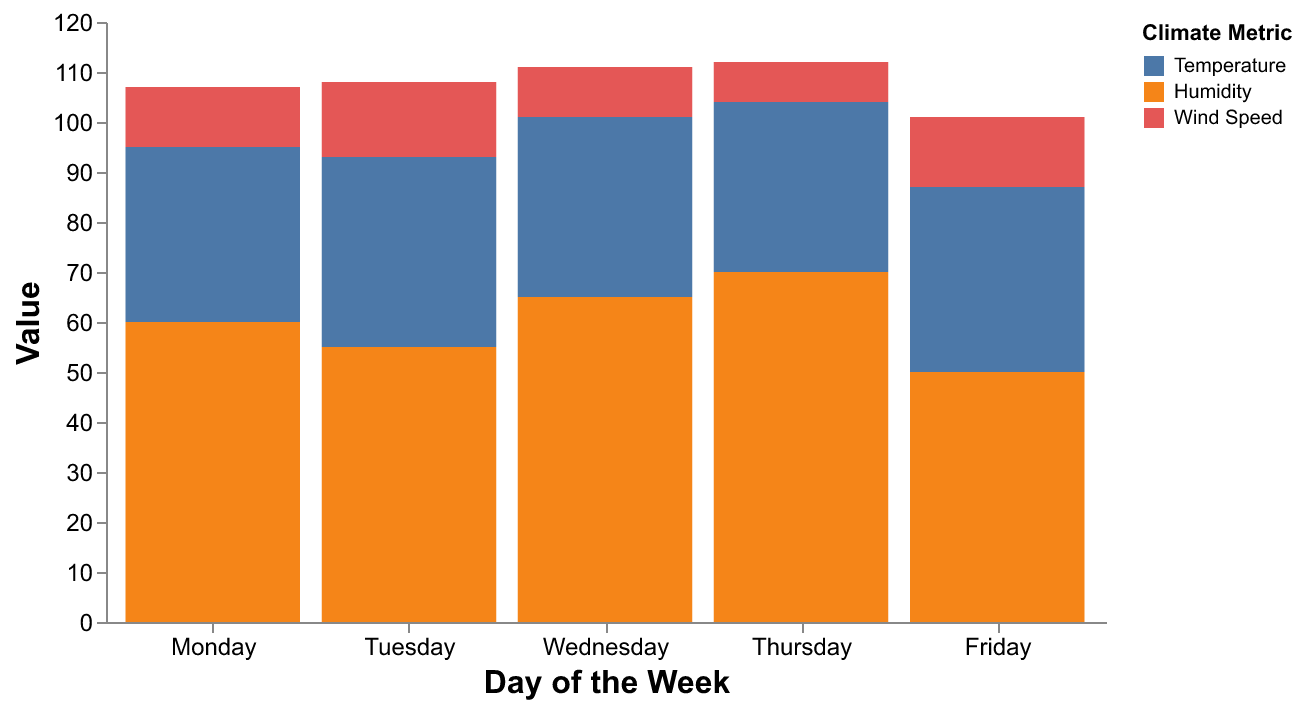 120
110
100
90
80
70
60
50
40
30
20
10
0
Value
Monday
Tuesday
Wednesday
Thursday
Friday
Day of the Week
Climate Metric
Temperature
Humidity
Wind Speed